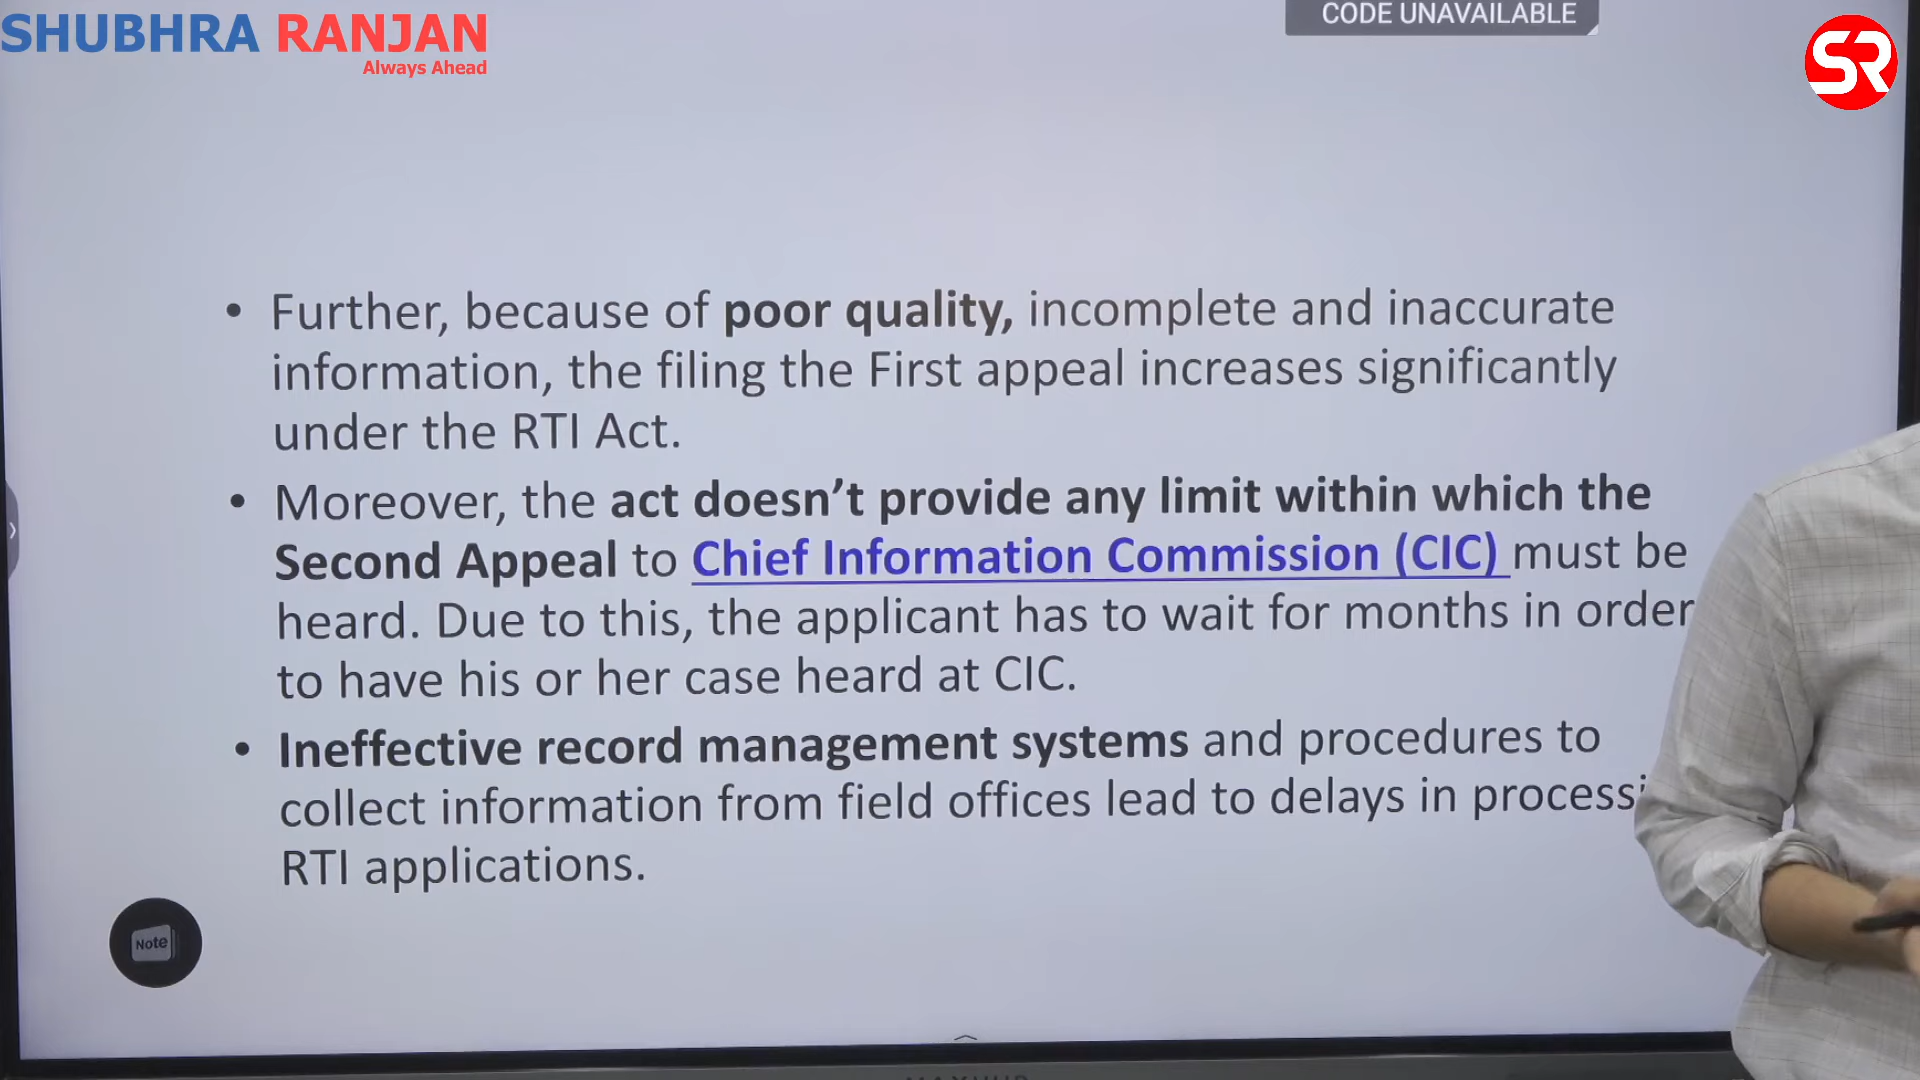 SHUBHRA RANJAN
Always Ahead
CODE UNAVAILABLE
SR
• Further, because of poor quality, incomplete and inaccurate
information, the filing the First appeal increases significantly
under the RTI Act.
• Moreover, the act doesn't provide any limit within which the
Second Appeal to Chief Information Commission (CIC) must be
heard. Due to this, the applicant has to wait for months in order
to have his or her case heard at CIC.
• Ineffective record management systems and procedures to
collect information from field offices lead to delays in processi
RTI applications.
Note